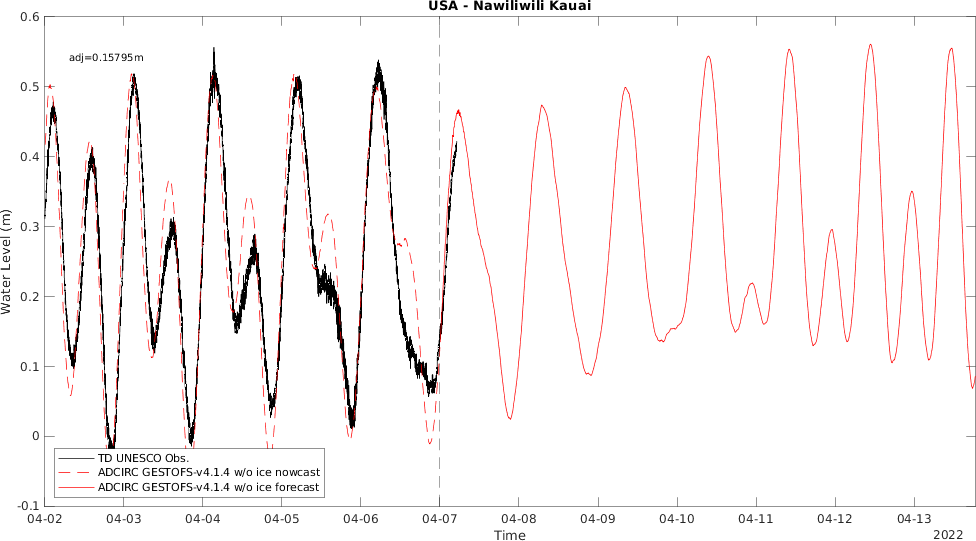 USA - Nawiliwili Kauai
0.6
adj=0.15795m
0.5
0.4
0.3
0.2
0.1
0
-0.1
Water Level (m)
TD UNESCO Obs.
ADCIRC GESTOFS-v4.1.4 w/o ice nowcast
ADCIRC GESTOFS-v4.1.4 w/o ice forecast
04-02 04-03 04-04 04-05 04-06 04-07 04-08 04-09 04-10 04-11 04-12 04-13
Time
2022